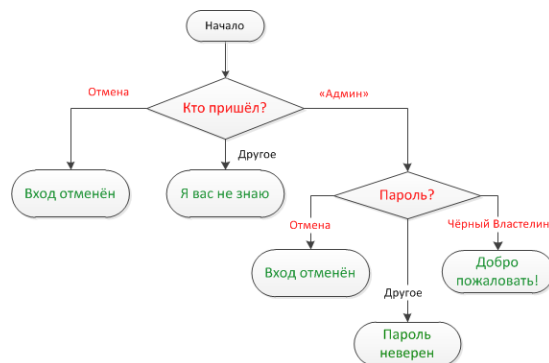 Начало
Отмена
«Админ»
Кто пришёл?
Другое
Вход отменён
Я вас не знаю
Пароль?
Отмена
Чёрный Властелин
Вход отменён
Добро
пожаловать!
Другое
Пароль
неверен